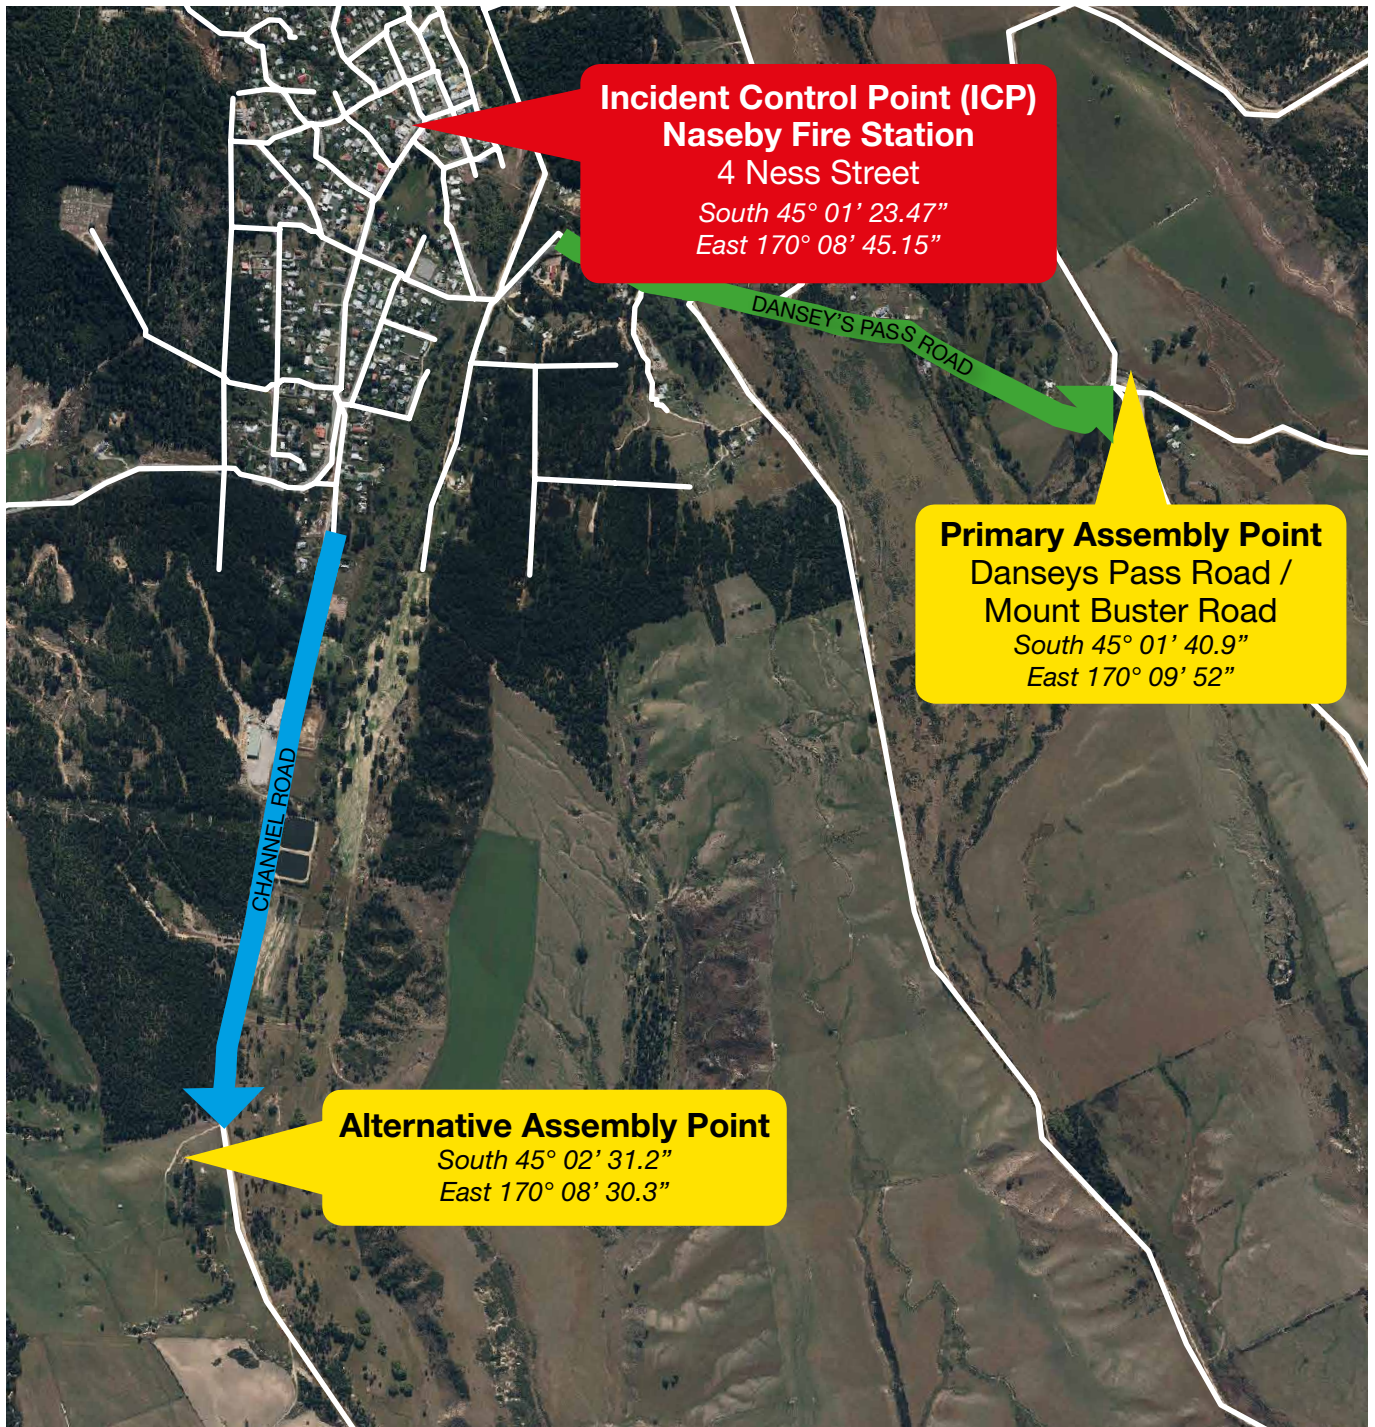 Incident Control Point (ICP)
Naseby Fire Station
4 Ness Street
South 45° 01’ 23.47”
East 170° 08’ 45.15”
DANSEY’S PASS ROAD
Primary Assembly Point
Danseys Pass Road /
Mount Buster Road
South 45° 01’ 40.9”
East 170° 09’ 52”
CHANNEL ROAD
Alternative Assembly Point
South 45° 02’ 31.2”
East 170° 08’ 30.3”